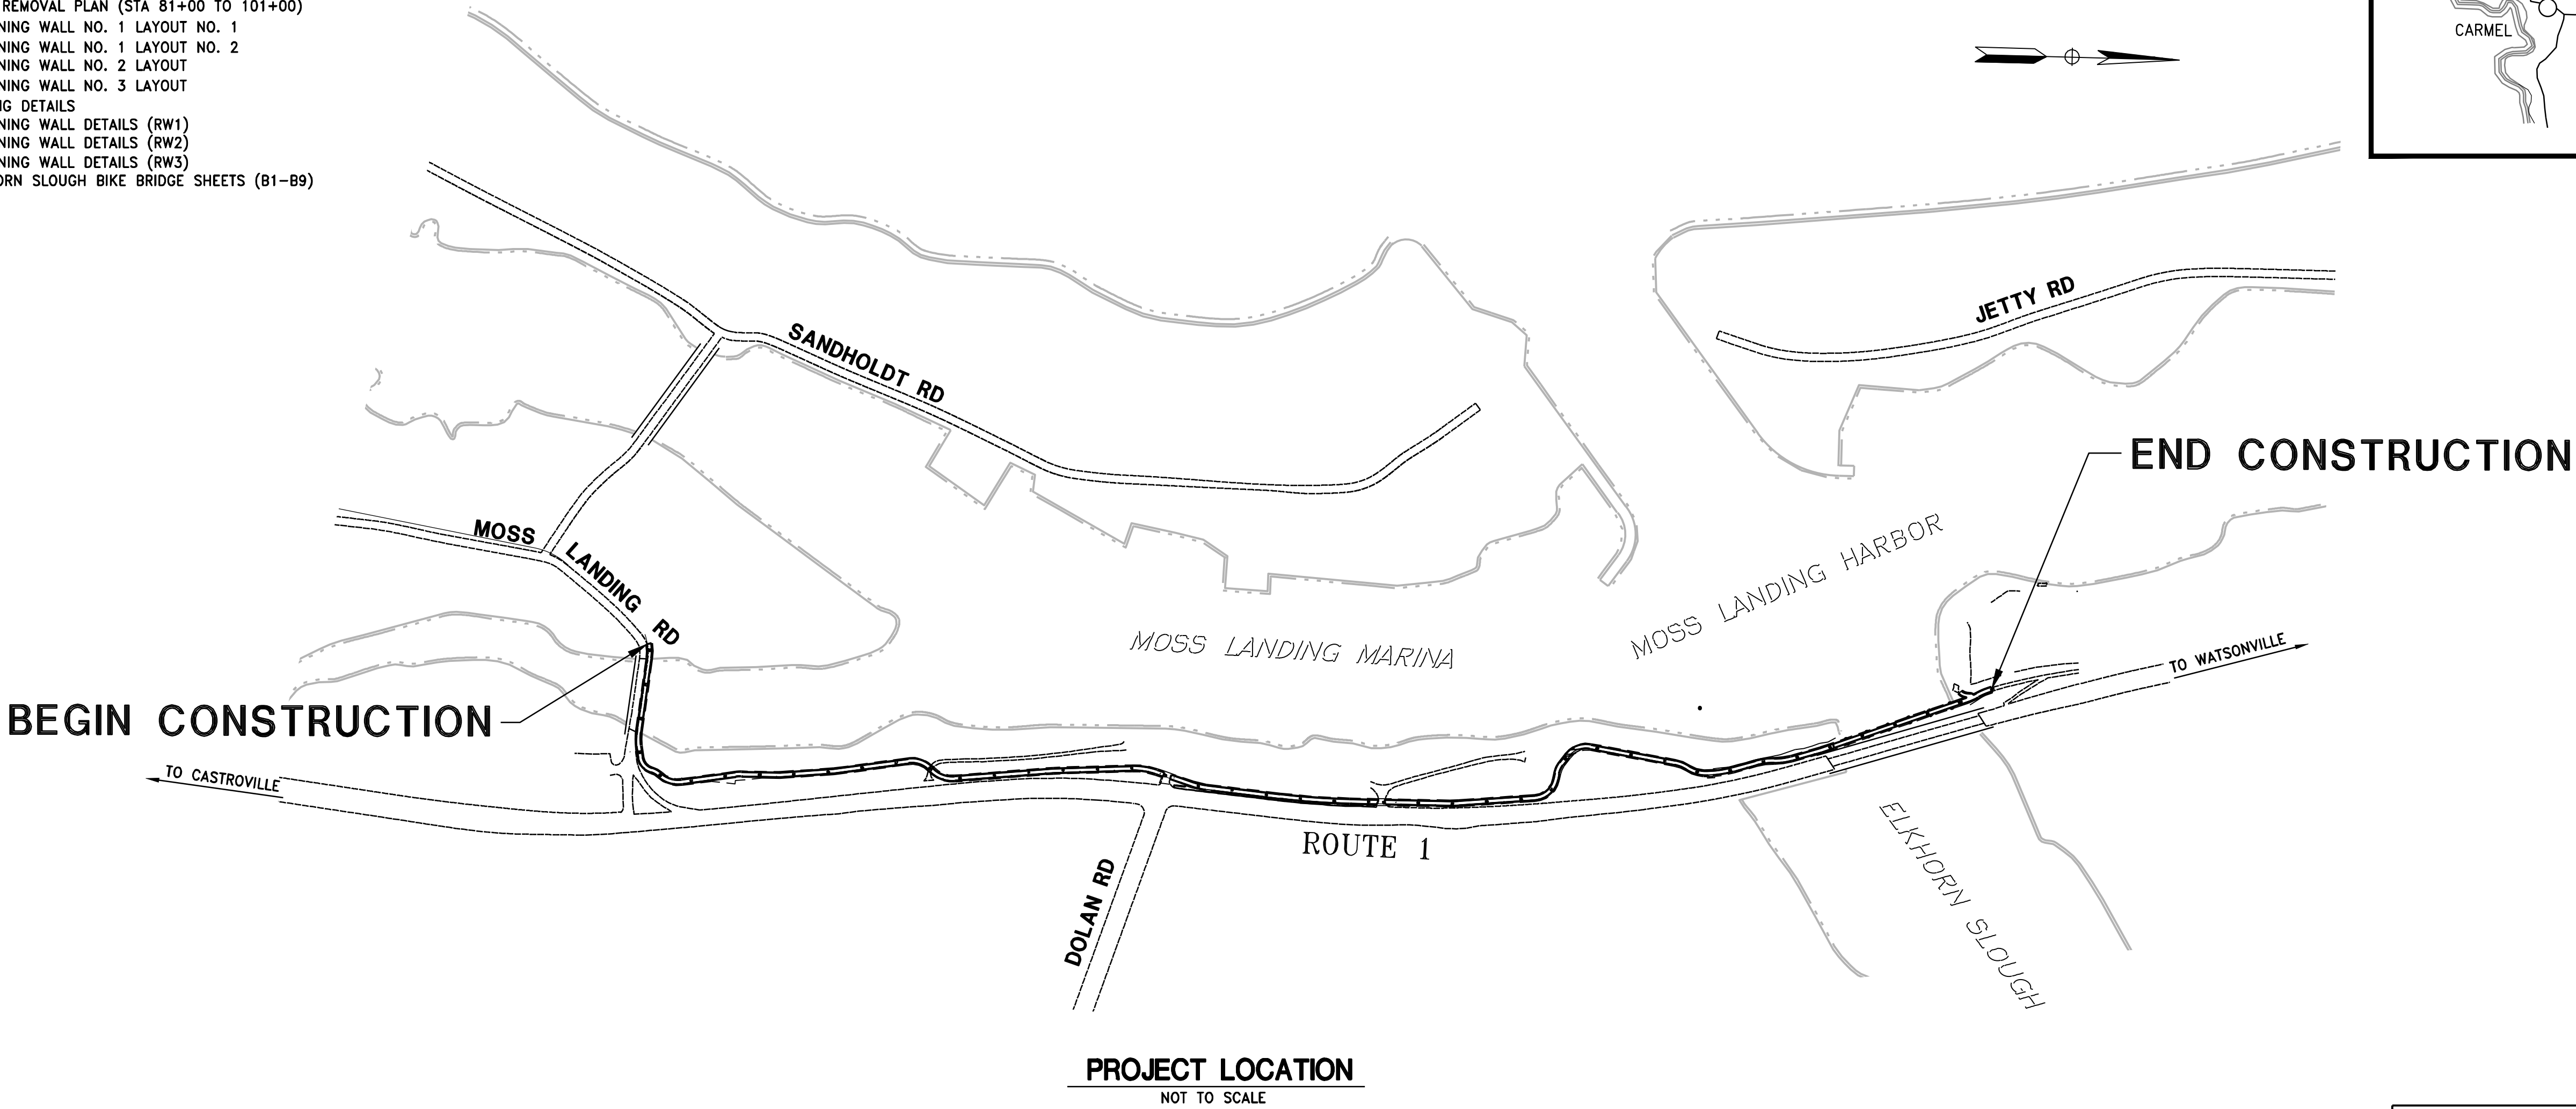 REMOVAL PLAN (STA 81+00 TO 101+00)
NING WALL NO. 1 LAYOUT NO. 1
NING WALL NO. 1 LAYOUT NO. 2
NING WALL NO. 2 LAYOUT
NING WALL NO. 3 LAYOUT
NG DETAILS
NING WALL DETAILS (RW1)
NING WALL DETAILS (RW2)
NING WALL DETAILS (RW3)
ORN SLOUGH BIKE BRIDGE SHEETS (B1-B9)
CARMEL
SANDHOLDT RD
JETTY RD
END CONSTRUCTION
MOSS LANDING RD
MOSS LANDING HARBOR
MOSS LANDING MARINA
TO WATSONVILLE
BEGIN CONSTRUCTION
TO CASTROVILLE
ROUTE 1
DOLAN RD
ELKHORN SLOUGH
PROJECT LOCATION
NOT TO SCALE